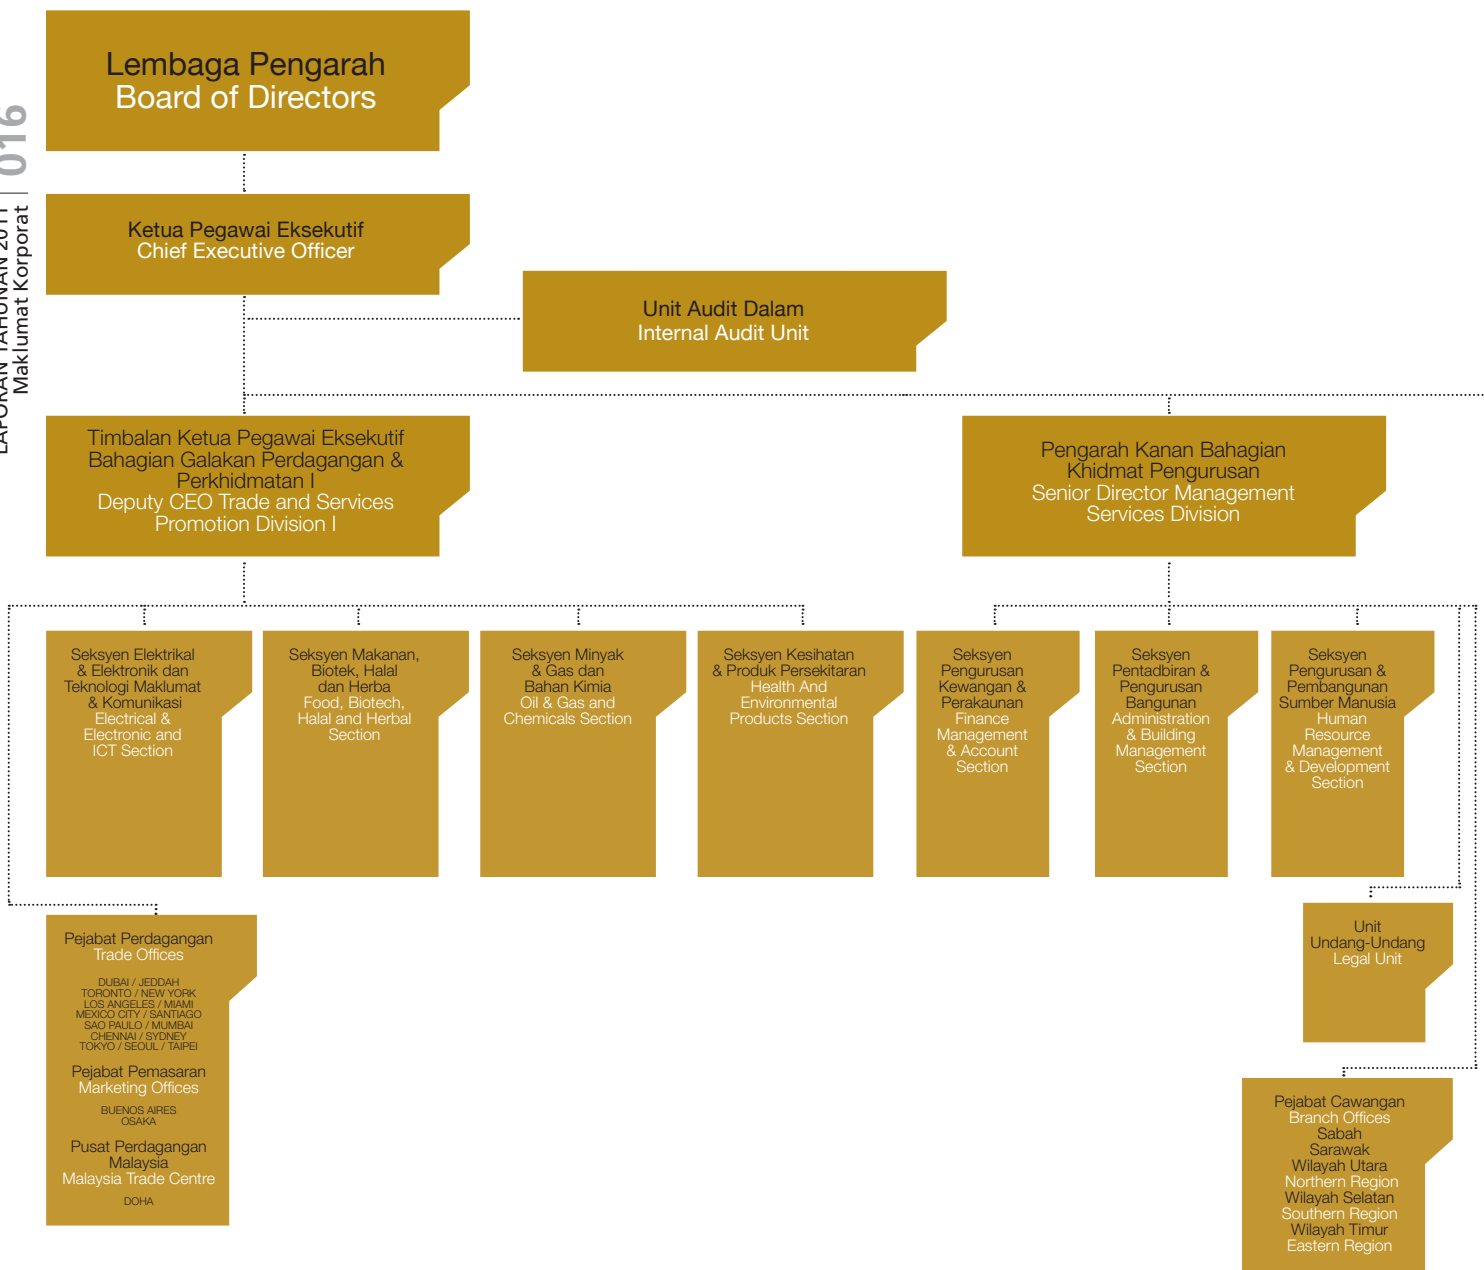 016
LAPORAN TAHUNAN 2011
Maklumat Korporat
Lembaga Pengarah
Board of Directors
Ketua Pegawai Eksekutif
Chief Executive Officer
Unit Audit Dalam
Internal Audit Unit
Timbalan Ketua Pegawai Eksekutif
Bahagian Galakan Perdagangan &
Perkhidmatan I
Deputy CEO Trade and Services
Promotion Division I
Pengarah Kanan Bahagian
Khidmat Pengurusan
Senior Director Management
Services Division
Seksyen Elektrikal
& Elektronik dan
Teknologi Maklumat
& Komunikasi
Electrical &
Electronic and
ICT Section
Seksyen Makanan,
Biotek, Halal
dan Herba
Food, Biotech,
Halal and Herbal
Section
Seksyen Minyak
& Gas dan
Bahan Kimia
Oil & Gas and
Chemicals Section
Seksyen Kesihatan
& Produk Persekitaran
Health And
Environmental
Products Section
Seksyen
Pengurusan
Kewangan &
Perakaunan
Finance
Management
& Account
Section
Seksyen
Pentadbiran &
Pengurusan
Bangunan
Administration
& Building
Management
Section
Seksyen
Pengurusan &
Pembangunan
Sumber Manusia
Human
Resource
Management
& Development
Section
Pejabat Perdagangan
Trade Offices
DUBAI / JEDDAH
TORONTO / NEW YORK
LOS ANGELES / MIAMI
MEXICO CITY / SANTIAGO
SAO PAULO / MUMBAI
CHENNAI / SYDNEY
TOKYO / SEOUL / TAIPEI
Pejabat Pemasaran
Marketing Offices
BUENOS AIRES
OSAKA
Pusat Perdagangan
Malaysia
Malaysia Trade Centre
DOHA
Unit
Undang-Undang
Legal Unit
Pejabat Cawangan
Branch Offices
Sabah
Sarawak
Wilayah Utara
Northern Region
Wilayah Selatan
Southern Region
Wilayah Timur
Eastern Region